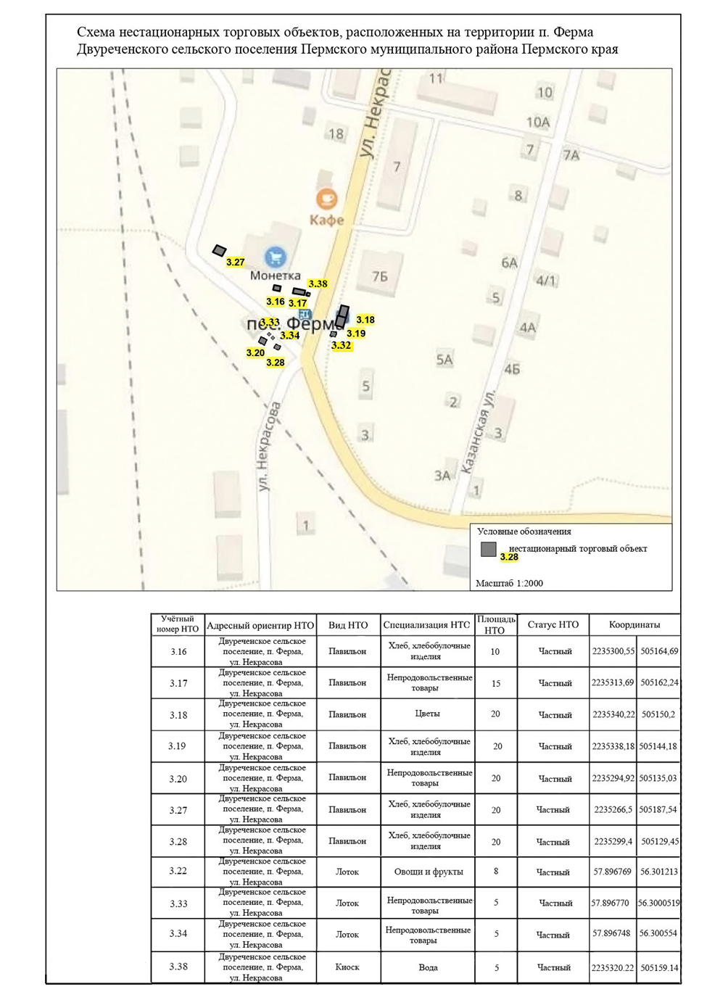 Схема нестационарных торговых объектов, расположенных на территории п. Ферма
Двуреченского сельского поселения Пермского муниципального района Пермского края
11
10
10А
18
ул. Некрас
7
7
7А
8
Кафе
3.27
Монетка
6А
7Б
4/1
3.38
3.16
3.17
5
3.33
пос. Ферма
3.18
3.34
3.19
4А
3.20
3.32
3.28
5А
4Б
5
2
ул. Некрасова
Казанская ул.
3
3
3А
1
1
Условные обозначения
нестационарный торговый объект
3.28
Масштаб 1:2000
Учётный номер НТО Адресный ориентир НТО Вид НТО Специализация НТО Площадь НТО Статус НТО Координаты
3.16 Двуреченское сельское поселение, п. Ферма, ул. Некрасова Павильон Хлеб, хлебобулочные изделия 10 Частный 2235300,55 505164,69
3.17 Двуреченское сельское поселение, п. Ферма, ул. Некрасова Павильон Непродовольственные товары 15 Частный 2235313,69 505162,24
3.18 Двуреченское сельское поселение, п. Ферма, ул. Некрасова Павильон Цветы 20 Частный 2235340,22 505150,2
3.19 Двуреченское сельское поселение, п. Ферма, ул. Некрасова Павильон Хлеб, хлебобулочные изделия 20 Частный 2235338,18 505144,18
3.20 Двуреченское сельское поселение, п. Ферма, ул. Некрасова Павильон Непродовольственные товары 20 Частный 2235294,92 505135,03
3.27 Двуреченское сельское поселение, п. Ферма, ул. Некрасова Павильон Хлеб, хлебобулочные изделия 20 Частный 2235266,5 505187,54
3.28 Двуреченское сельское поселение, п. Ферма, ул. Некрасова Павильон Хлеб, хлебобулочные изделия 20 Частный 2235299,4 505129,45
3.22 Двуреченское сельское поселение, п. Ферма, ул. Некрасова Лоток Овощи и фрукты 8 Частный 57.896769 56.301213
3.33 Двуреченское сельское поселение, п. Ферма, ул. Некрасова Лоток Непродовольственные товары 5 Частный 57.896770 56.3000519
3.34 Двуреченское сельское поселение, п. Ферма, ул. Некрасова Лоток Непродовольственные товары 5 Частный 57.896748 56.300554
3.38 Двуреченское сельское поселение, п. Ферма, ул. Некрасова Киоск Вода 5 Частный 2235320.22 505159.14